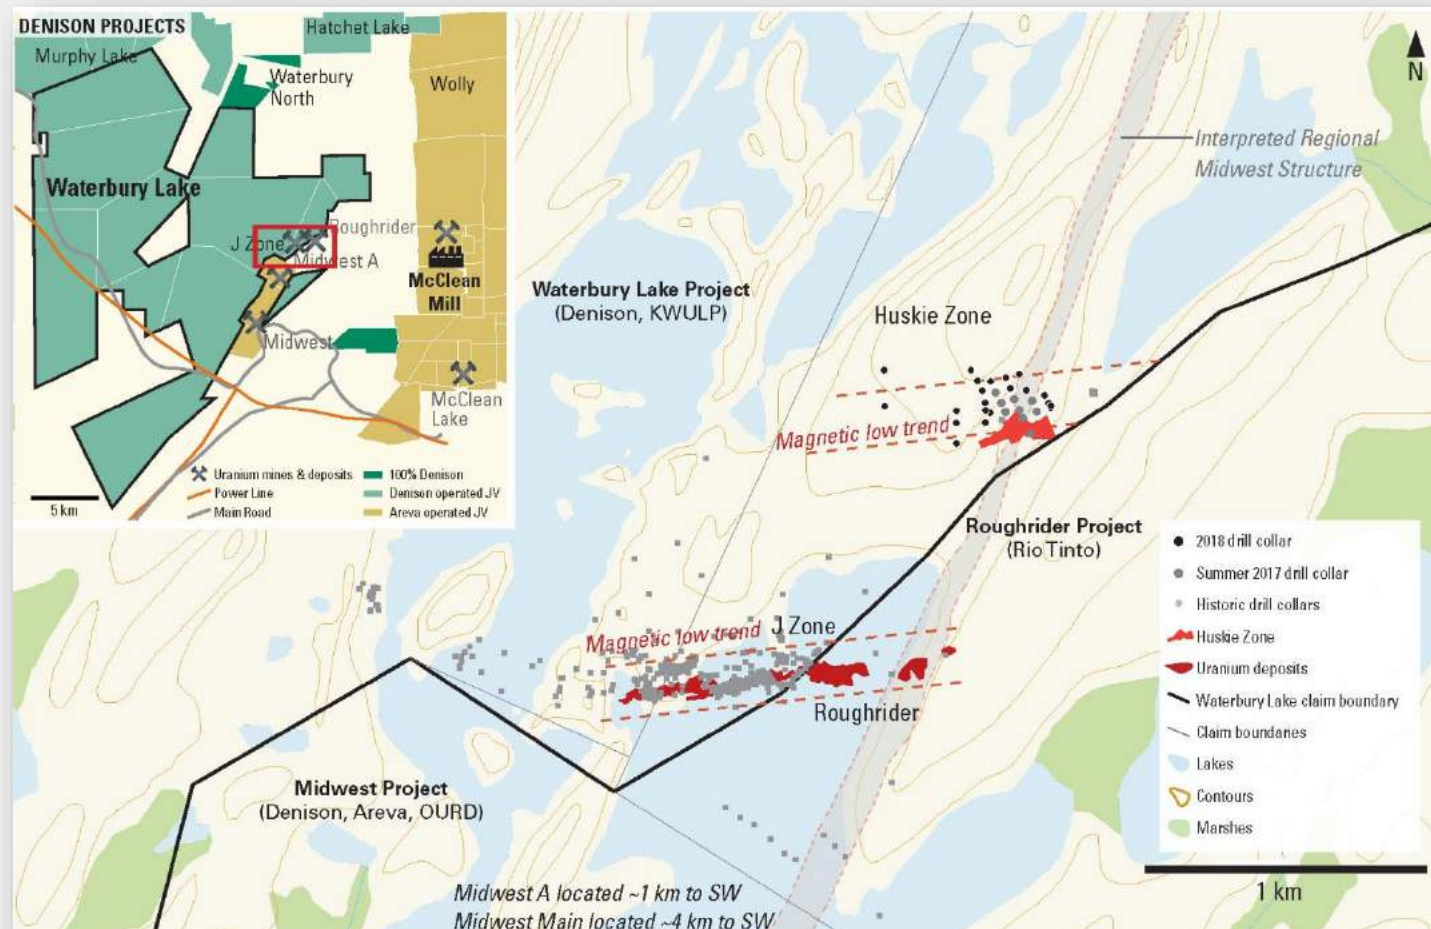 DENISON PROJECTS
Murphy Lake
Hatchet Lake
Waterbury
North
Wolly
Waterbury Lake
J Zone
Roughrider
Midwest A
McClean
Mill
Midwest
McClean
Lake
5 km
Uranium mines & deposits
Power Line
Main Road
100% Denison
Denison operated JV
Areva operated JV
N
Interpreted Regional
Midwest Structure
Waterbury Lake Project
(Denison, KWULP)
Huskie Zone
Magnetic low trend
Roughrider Project
(Rio Tinto)
Magnetic low trend
J Zone
Roughrider
Midwest Project
(Denison, Areva, OURD)
Midwest A located ~1 km to SW
Midwest Main located ~4 km to SW
2018 drill collar
Summer 2017 drill collar
Historic drill collars
Huskie Zone
Uranium deposits
Waterbury Lake claim boundary
Claim boundaries
Lakes
Contours
Marshes
1 km